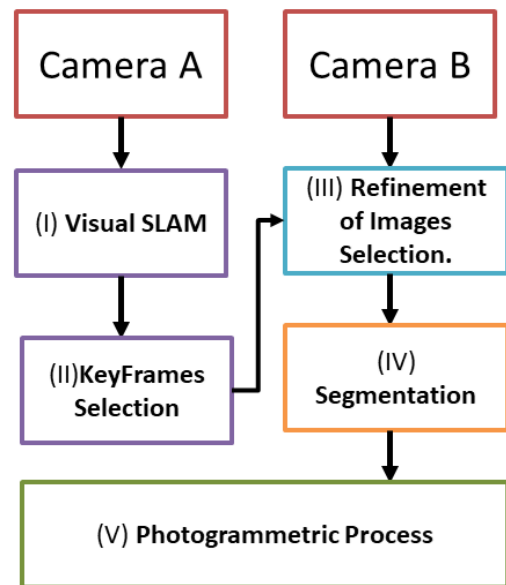 Camera A
Camera B
(I) Visual SLAM
(II)KeyFrames
Selection
(III) Refinement
of Images
Selection.
(IV)
Segmentation
(V) Photogrammetric Process